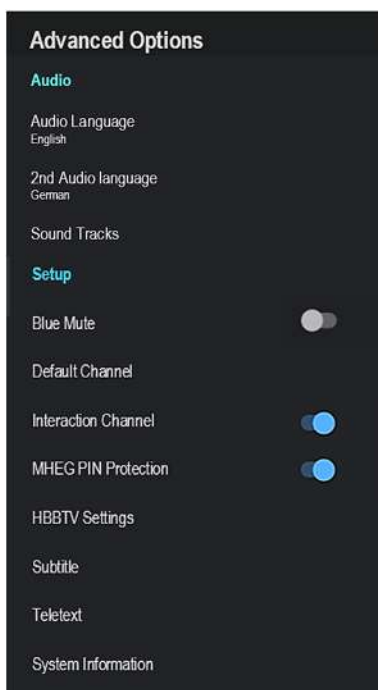 Advanced Options
Audio
Audio Language
English
2nd Audio language
German
Sound Tracks
Setup
Blue Mute
Default Channel
Interaction Channel
MHEG PIN Protection
HBBTV Settings
Subtitle
Teletext
System Information